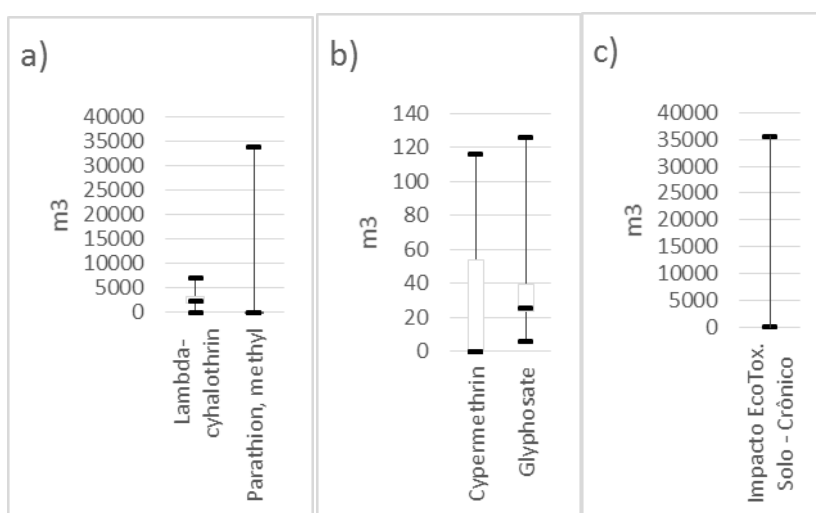 a)
m3
40000
35000
30000
25000
20000
15000
10000
5000
0
Lambda-
cyhalothrin
Parathion, methyl
b)
m3
140
120
100
80
60
40
20
0
Cypermethrin
Glyphosate
c)
m3
40000
35000
30000
25000
20000
15000
10000
5000
0
Impacto EcoTox.
Solo - Crônico